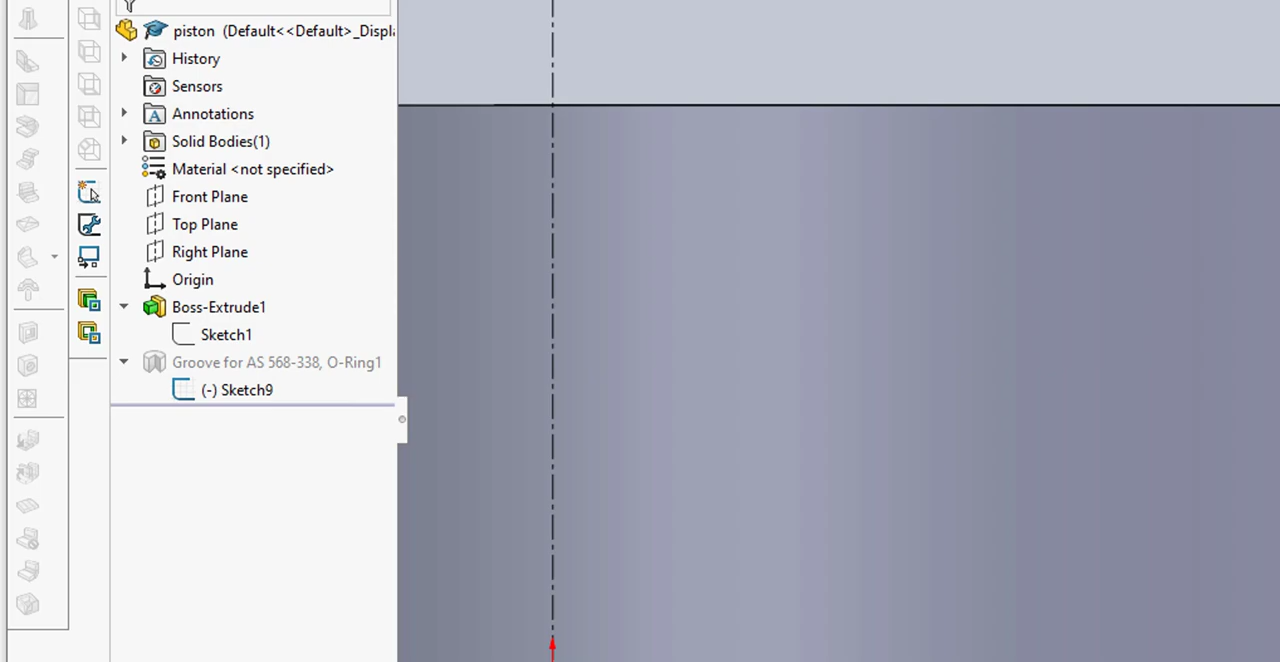 piston (Default<<Default>_Displ
History
Sensors
A Annotations
Solid Bodies(1)
Material <not specified>
Front Plane
Top Plane
Right Plane
Origin
Boss-Extrude1
Sketch1
Groove for AS 568-338, O-Ring1
(-) Sketch9